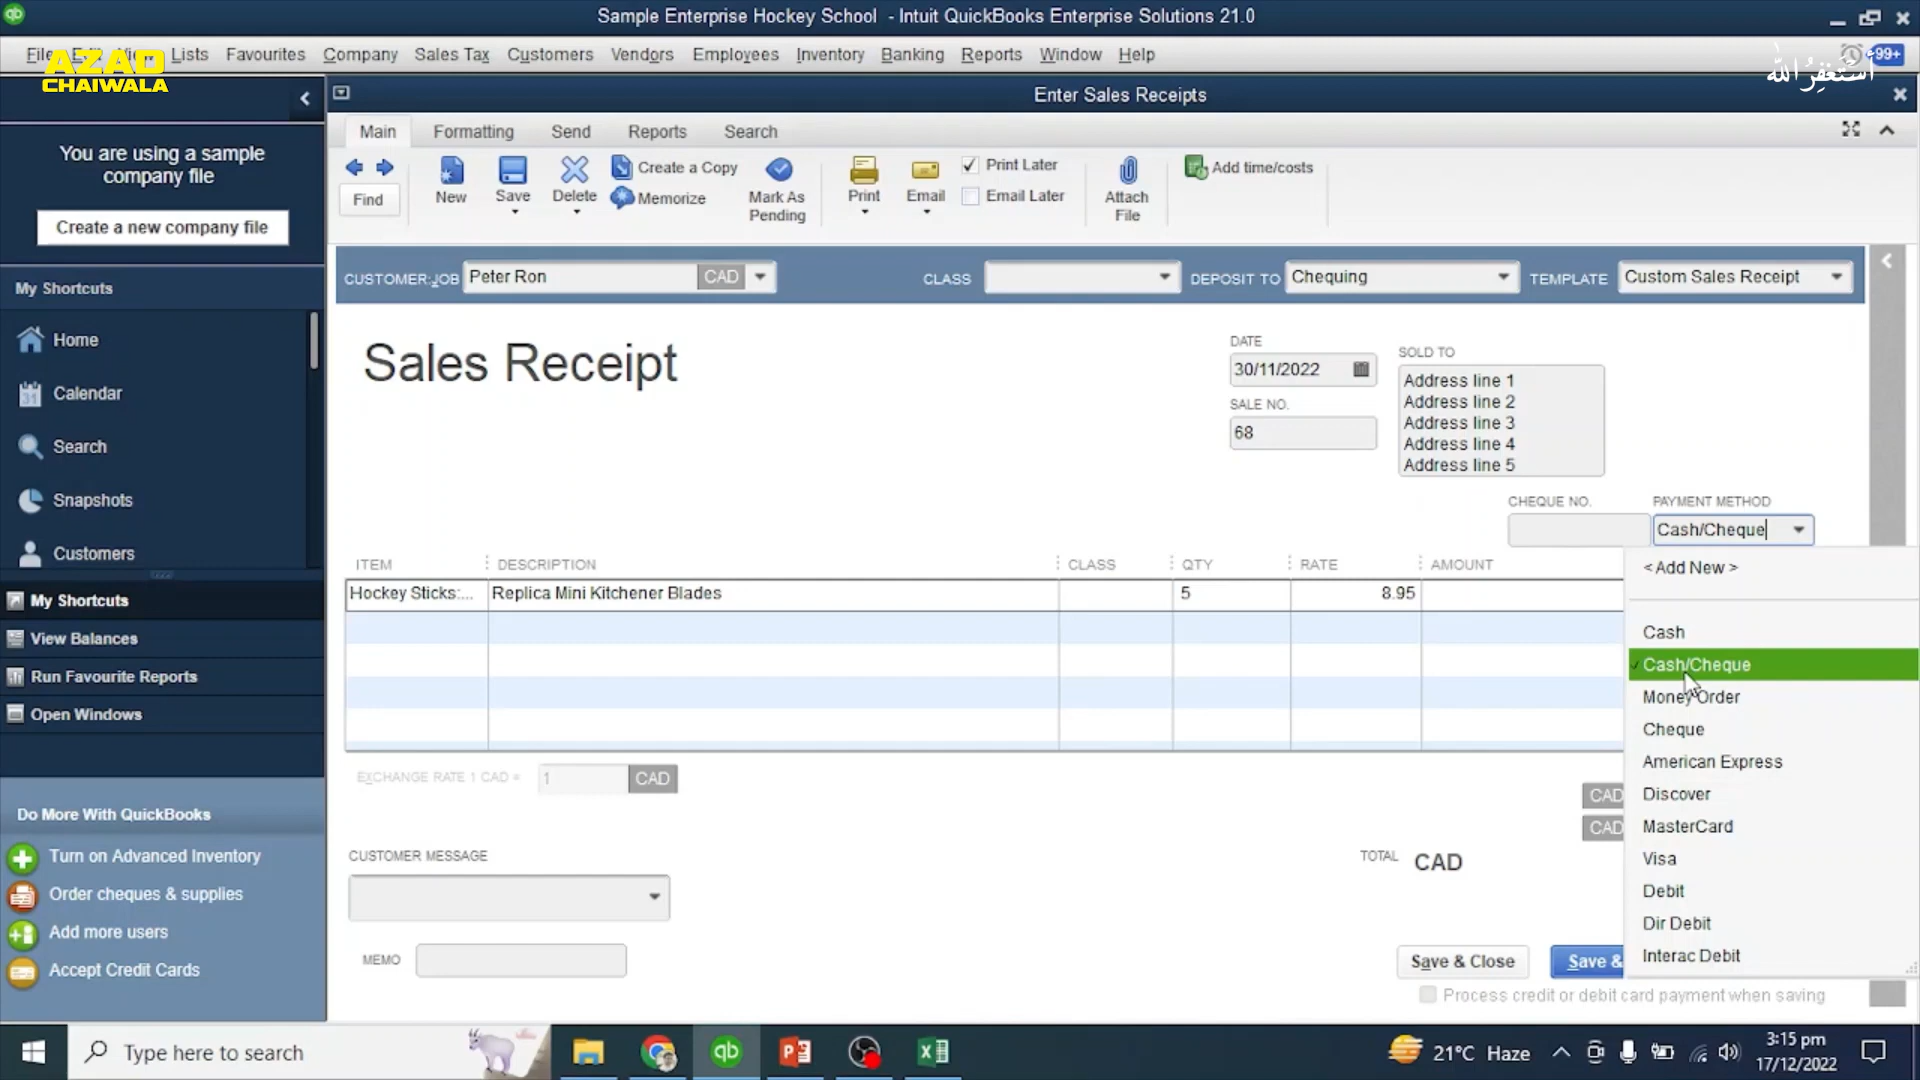 Sample Enterprise Hockey School - Intuit QuickBooks Enterprise Solutions 21.0
File Edit View Lists Favourites Company Sales Tax Customers Vendors Employees Inventory Banking Reports Window Help
99+
AZAD
CHAIWALA
أَسْتَغْفِرُ اللّٰه
Enter Sales Receipts
You are using a sample
company file
Create a new company file
My Shortcuts
Home
31
Calendar
Search
Snapshots
Customers
My Shortcuts
View Balances
Run Favourite Reports
Open Windows
Do More With QuickBooks
Turn on Advanced Inventory
Order cheques & supplies
Add more users
Accept Credit Cards
Main Formatting Send Reports Search
Find
New
Save
Delete
Create a Copy
Memorize
Mark As
Pending
Print
Email
Print Later
Email Later
Attach
File
Add time/costs
CUSTOMER:JOB Peter Ron CAD
CLASS
DEPOSIT TO Chequing
TEMPLATE Custom Sales Receipt
Sales Receipt
DATE
30/11/2022
SALE NO.
68
SOLD TO
Address line 1
Address line 2
Address line 3
Address line 4
Address line 5
CHEQUE NO. PAYMENT METHOD
Cash/Cheque
ITEM DESCRIPTION CLASS QTY RATE AMOUNT
Hockey Sticks:... Replica Mini Kitchener Blades 5 8.95
< Add New >
Cash
Cash/Cheque
Money Order
Cheque
American Express
Discover
MasterCard
Visa
Debit
Dir Debit
Interac Debit
EXCHANGE RATE 1 CAD = 1 CAD
CAD
CAD
CUSTOMER MESSAGE
TOTAL CAD
MEMO
Save & Close
Save &
Process credit or debit card payment when saving
Type here to search
qb
21°C Haze
3:15 pm
17/12/2022